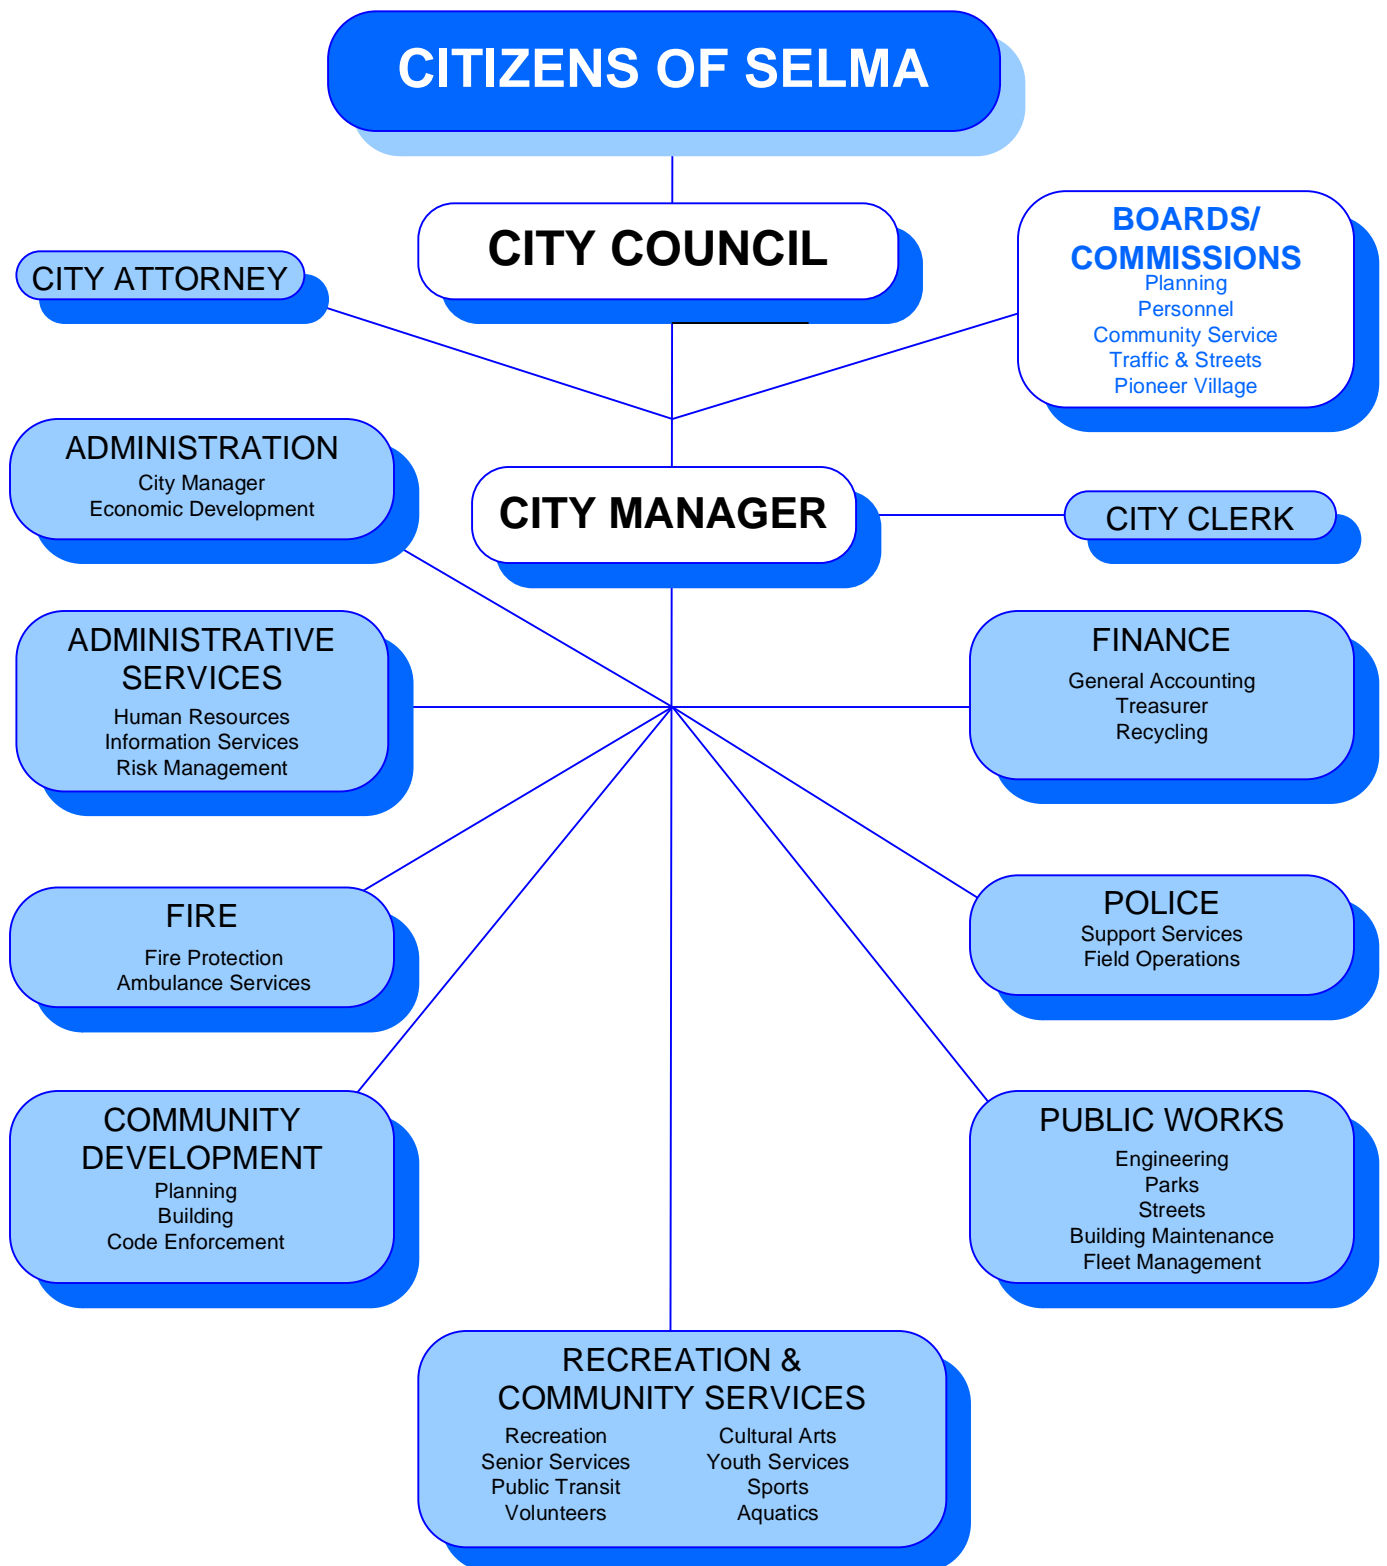 CITIZENS OF SELMA
CITY COUNCIL
BOARDS/
COMMISSIONS
Planning
Personnel
Community Service
Traffic & Streets
Pioneer Village
CITY ATTORNEY
ADMINISTRATION
City Manager
Economic Development
CITY MANAGER
CITY CLERK
ADMINISTRATIVE
SERVICES
Human Resources
Information Services
Risk Management
FINANCE
General Accounting
Treasurer
Recycling
FIRE
Fire Protection
Ambulance Services
POLICE
Support Services
Field Operations
COMMUNITY
DEVELOPMENT
Planning
Building
Code Enforcement
PUBLIC WORKS
Engineering
Parks
Streets
Building Maintenance
Fleet Management
RECREATION &
COMMUNITY SERVICES
Recreation
Senior Services
Public Transit
Volunteers
Cultural Arts
Youth Services
Sports
Aquatics